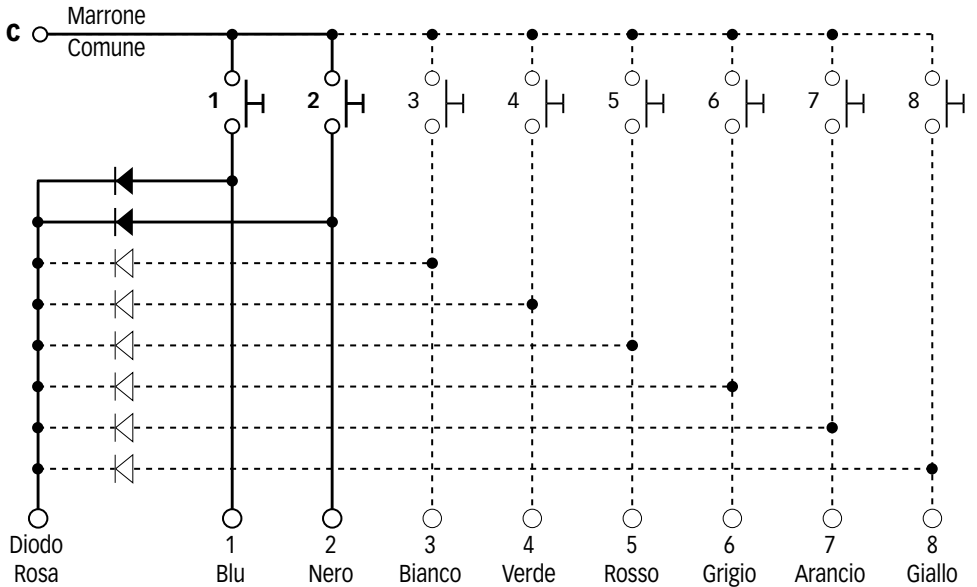 Marrone
C
Comune
1 2 3 4 5 6 7 8
Diodo 1 2 3 4 5 6 7 8
Rosa Blu Nero Bianco Verde Rosso Grigio Arancio Giallo